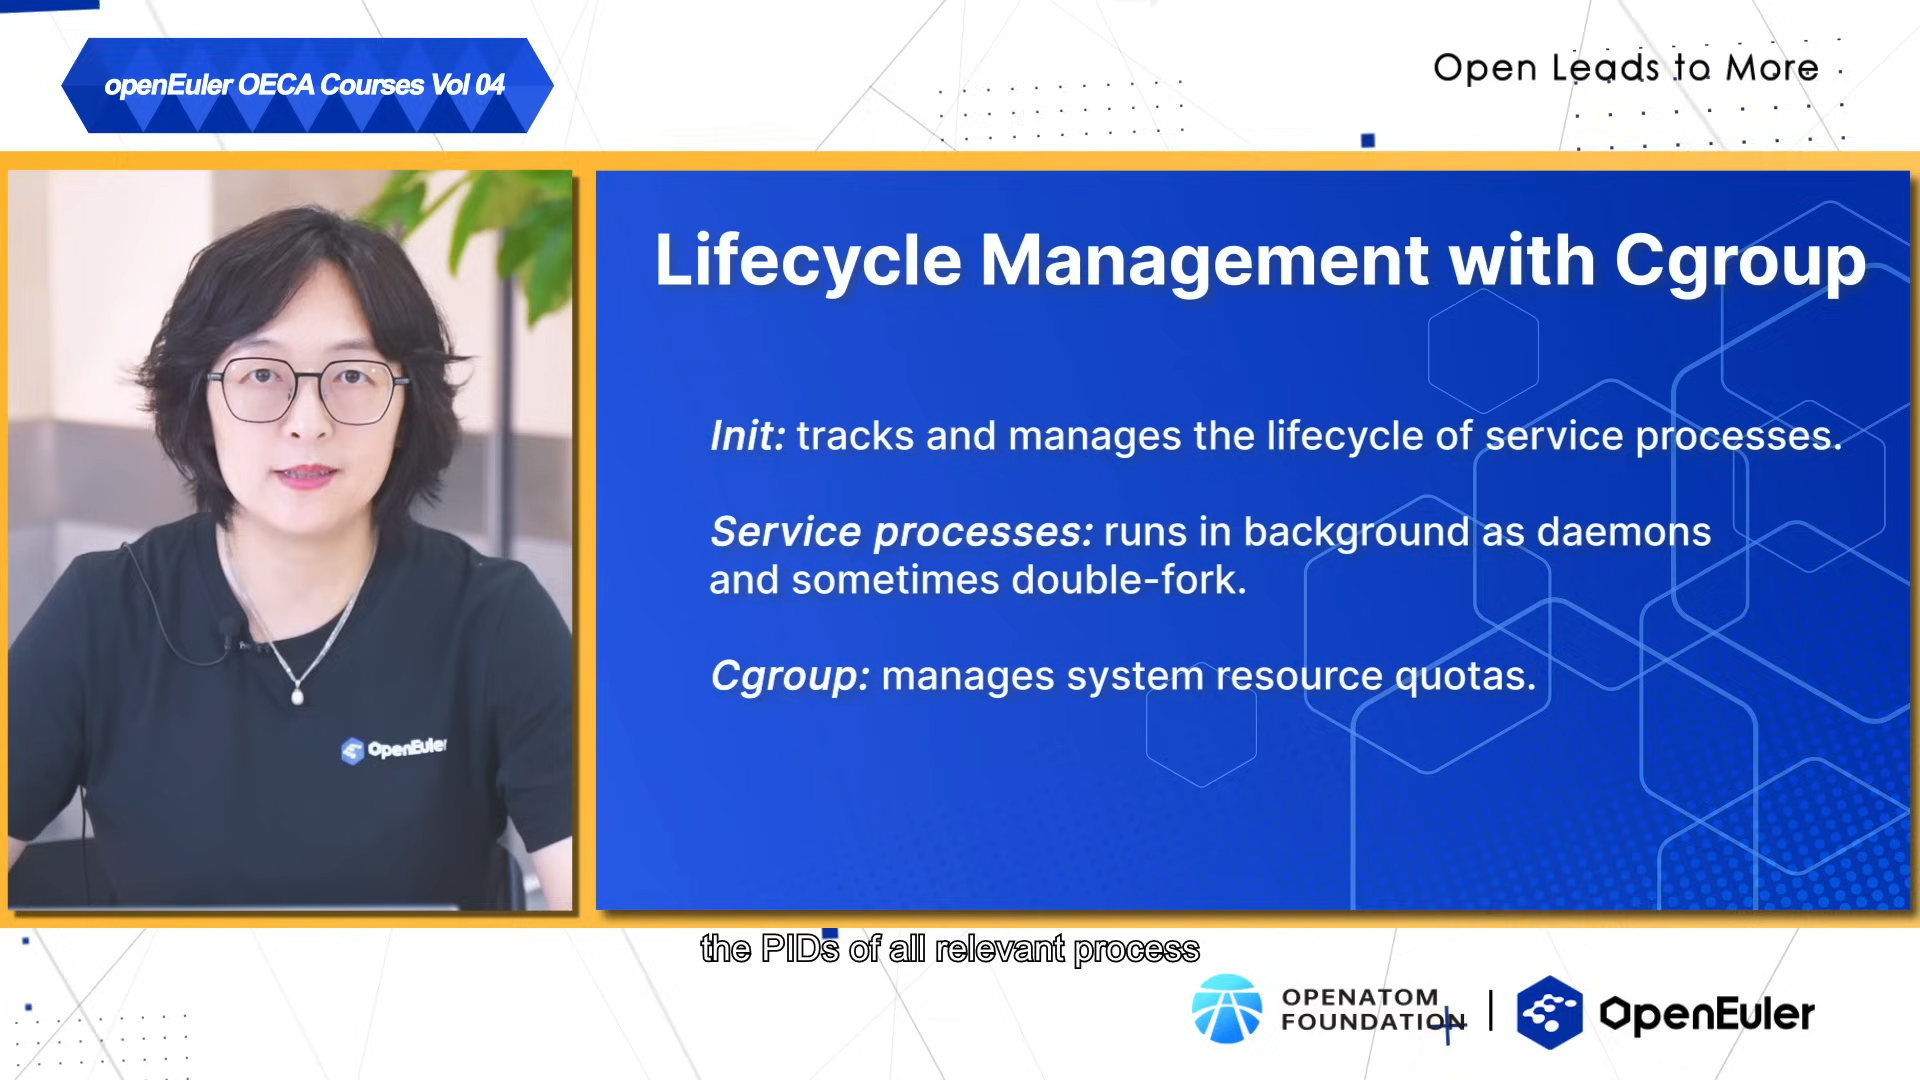 openEuler OECA Courses Vol 04
Open Leads to More
Lifecycle Management with Cgroup
Init: tracks and manages the lifecycle of service processes.
Service processes: runs in background as daemons
and sometimes double-fork.
Cgroup: manages system resource quotas.
OpenEuler
the PIDs of all relevant process
OPENATOM
FOUNDATION
OpenEuler